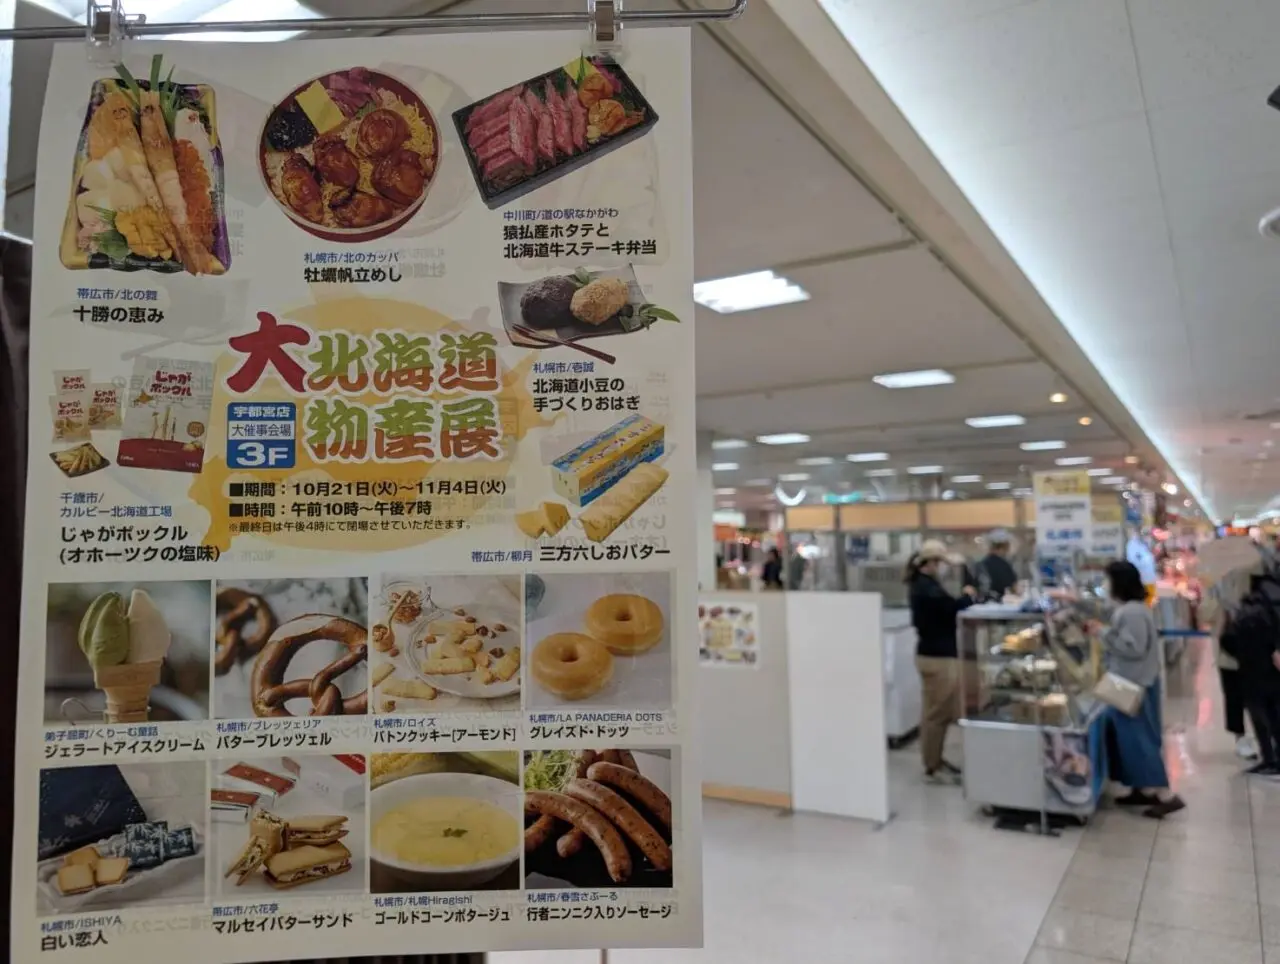 中川町/道の駅なかがわ
猿払産ホタテと
北海道牛ステーキ弁当
札幌市/北のカッパ
牡蠣帆立めし
帯広市/北の舞
十勝の恵み
大北海道
物産展
宇都宮店
大催事会場
3F
■期間：10月21日(火)〜11月4日(火)
■時間：午前10時〜午後7時
※最終日は午後4時にて閉場させていただきます。
札幌市/壱誠
北海道小豆の
手づくりおはぎ
じゃが
ポックル
千歳市/
カルビー北海道工場
じゃがポックル
(オホーツクの塩味)
帯広市/柳月 三方六しおバター
弟子屈町/くりーむ童話
ジェラートアイスクリーム
札幌市/ブレッツェリア
バターブレッツェル
札幌市/ロイズ
バトンクッキー[アーモンド]
札幌市/LA PANADERIA DOTS
グレイズド・ドッツ
札幌市/ISHIYA
白い恋人
帯広市/六花亭
マルセイバターサンド
札幌市/札幌Hiragishi
ゴールドコーンポタージュ
札幌市/春雪さぶーる
行者ニンニク入りソーセージ